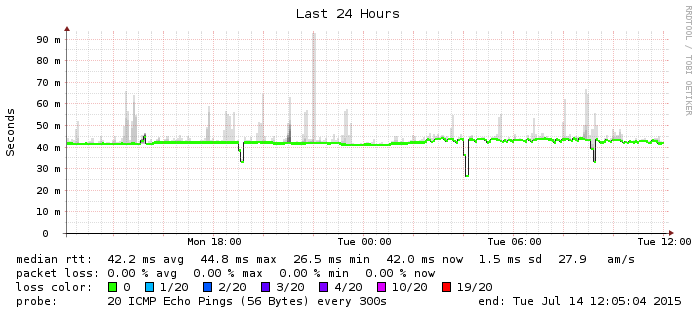 Last 24 Hours
RRDTOOL / TOBI OETIKER
Seconds
90 m
80 m
70 m
60 m
50 m
40 m
30 m
20 m
10 m
0
Mon 18:00 Tue 00:00 Tue 06:00 Tue 12:00
median rtt: 42.2 ms avg 44.8 ms max 26.5 ms min 42.0 ms now 1.5 ms sd 27.9 am/s
packet loss: 0.00 % avg 0.00 % max 0.00 % min 0.00 % now
loss color: 0 1/20 2/20 3/20 4/20 10/20 19/20
probe: 20 ICMP Echo Pings (56 Bytes) every 300s end: Tue Jul 14 12:05:04 2015